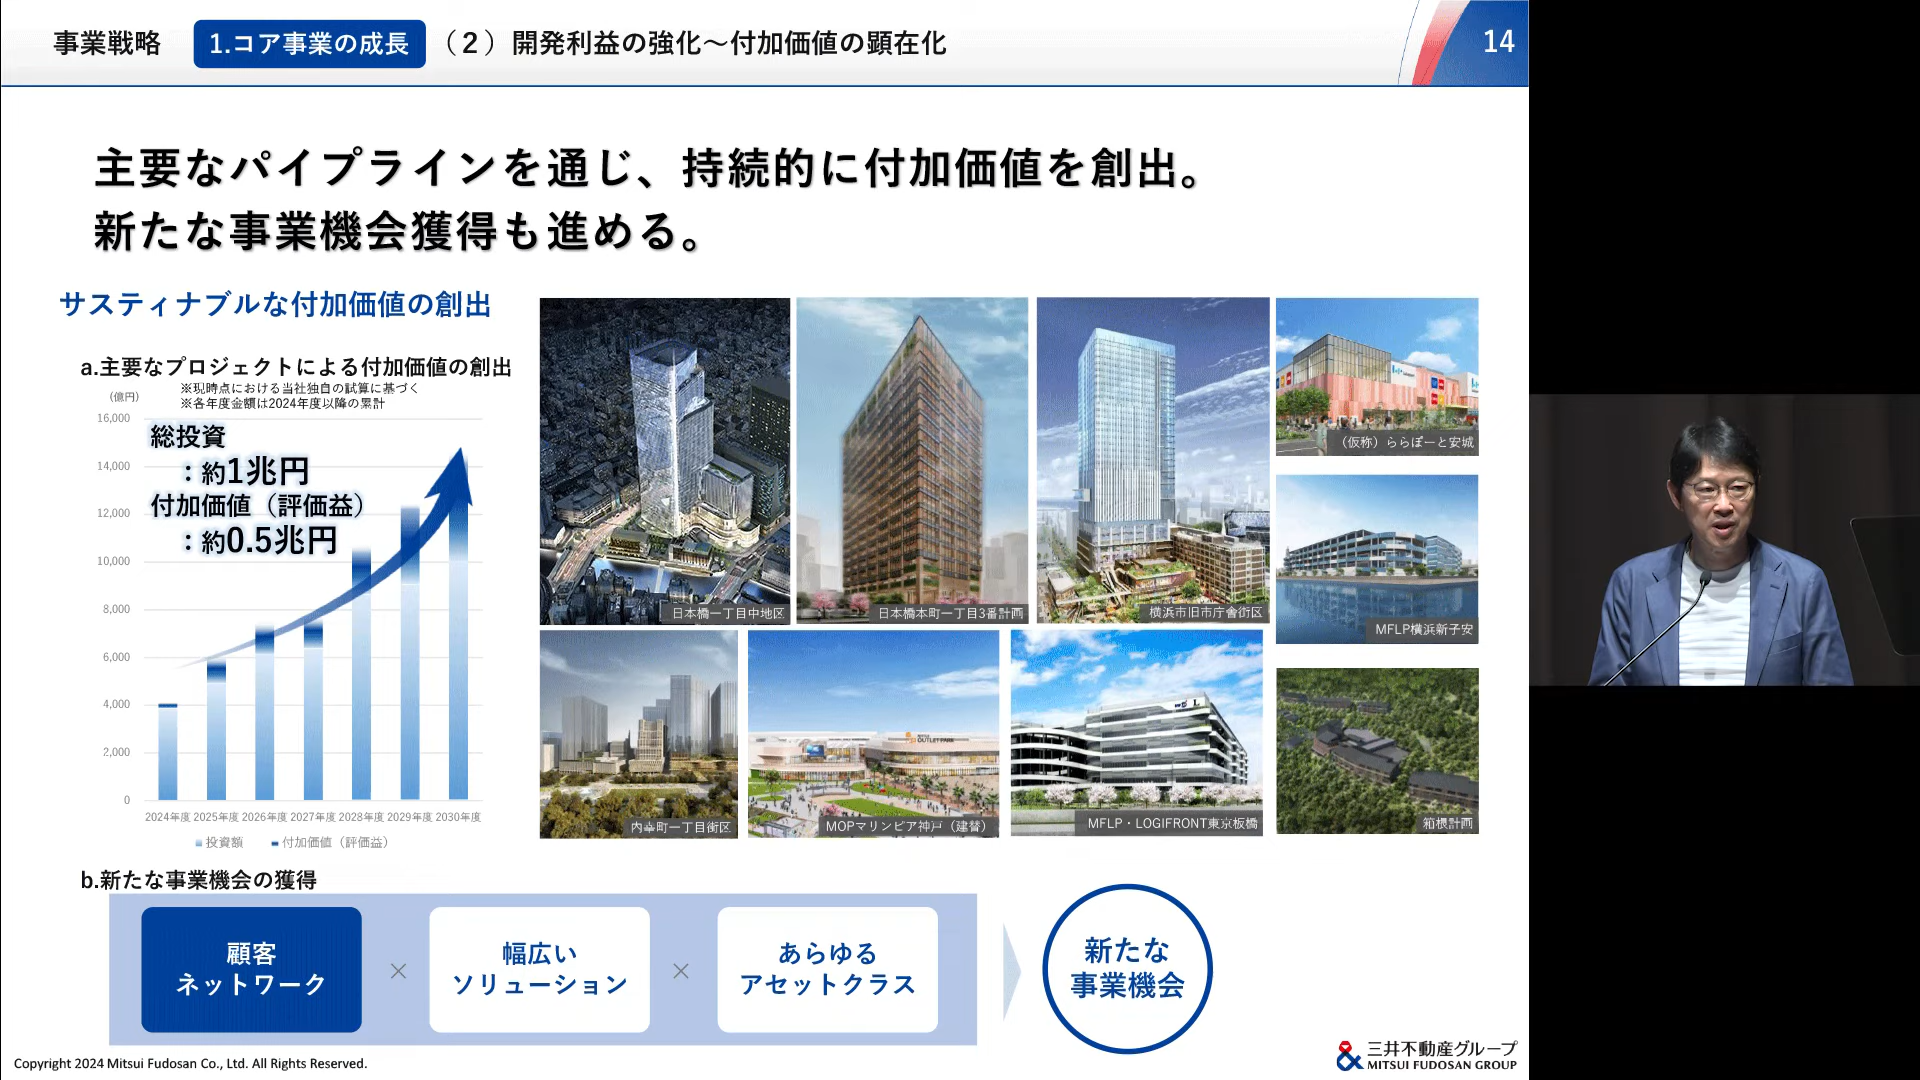 事業戦略
1.コア事業の成長
（２）開発利益の強化～付加価値の顕在化
14
主要なパイプラインを通じ、持続的に付加価値を創出。
新たな事業機会獲得も進める。
サスティナブルな付加価値の創出
a.主要なプロジェクトによる付加価値の創出
※現時点における当社独自の試算に基づく
※各年度金額は2024年度以降の累計
（億円）
16,000
14,000
12,000
10,000
8,000
6,000
4,000
2,000
0
総投資
：約1兆円
付加価値（評価益）
：約0.5兆円
2024年度 2025年度 2026年度 2027年度 2028年度 2029年度 2030年度
投資額 付加価値（評価益）
日本橋一丁目中地区
日本橋本町一丁目3番計画
横浜市旧市庁舎街区
（仮称）ららぽーと安城
MFLP横浜新子安
内幸町一丁目街区
OUTLET PARK
MOPマリンピア神戸（建替）
MFLP・LOGIFRONT東京板橋
箱根計画
b.新たな事業機会の獲得
顧客
ネットワーク
×
幅広い
ソリューション
×
あらゆる
アセットクラス
新たな
事業機会
Copyright 2024 Mitsui Fudosan Co., Ltd. All Rights Reserved.
三井不動産グループ
MITSUI FUDOSAN GROUP